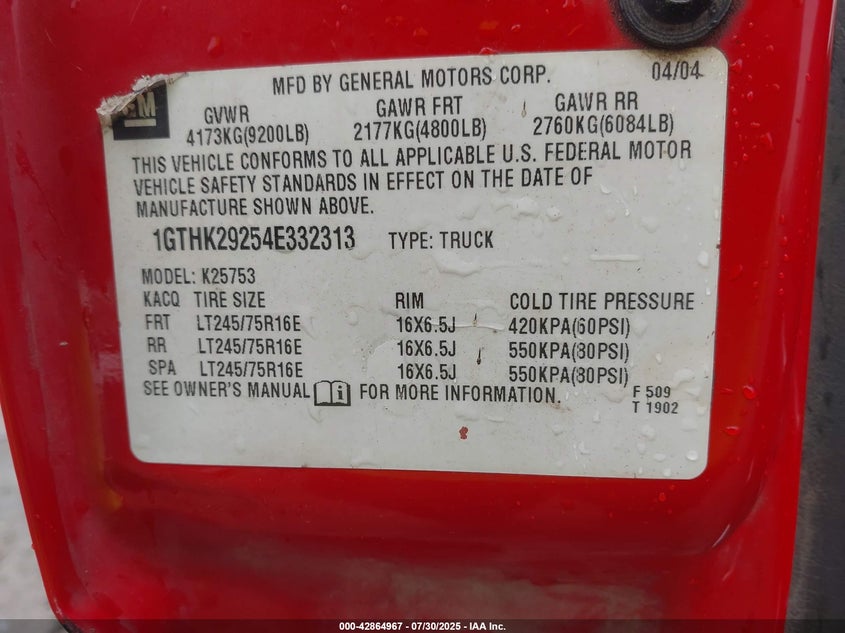 MFD BY GENERAL MOTORS CORP. 04/04
GM
GVWR GAWR FRT GAWR RR
4173KG(9200LB) 2177KG(4800LB) 2760KG(6084LB)
THIS VEHICLE CONFORMS TO ALL APPLICABLE U.S. FEDERAL MOTOR
VEHICLE SAFETY STANDARDS IN EFFECT ON THE DATE OF
MANUFACTURE SHOWN ABOVE.
1GTHK29254E332313 TYPE: TRUCK
MODEL: K25753
KACQ TIRE SIZE RIM COLD TIRE PRESSURE
FRT LT245/75R16E 16X6.5J 420KPA(60PSI)
RR LT245/75R16E 16X6.5J 550KPA(80PSI)
SPA LT245/75R16E 16X6.5J 550KPA(80PSI)
SEE OWNER'S MANUAL i FOR MORE INFORMATION.
F 509
T 1902
000-42864967 - 07/30/2025 - IAA Inc.